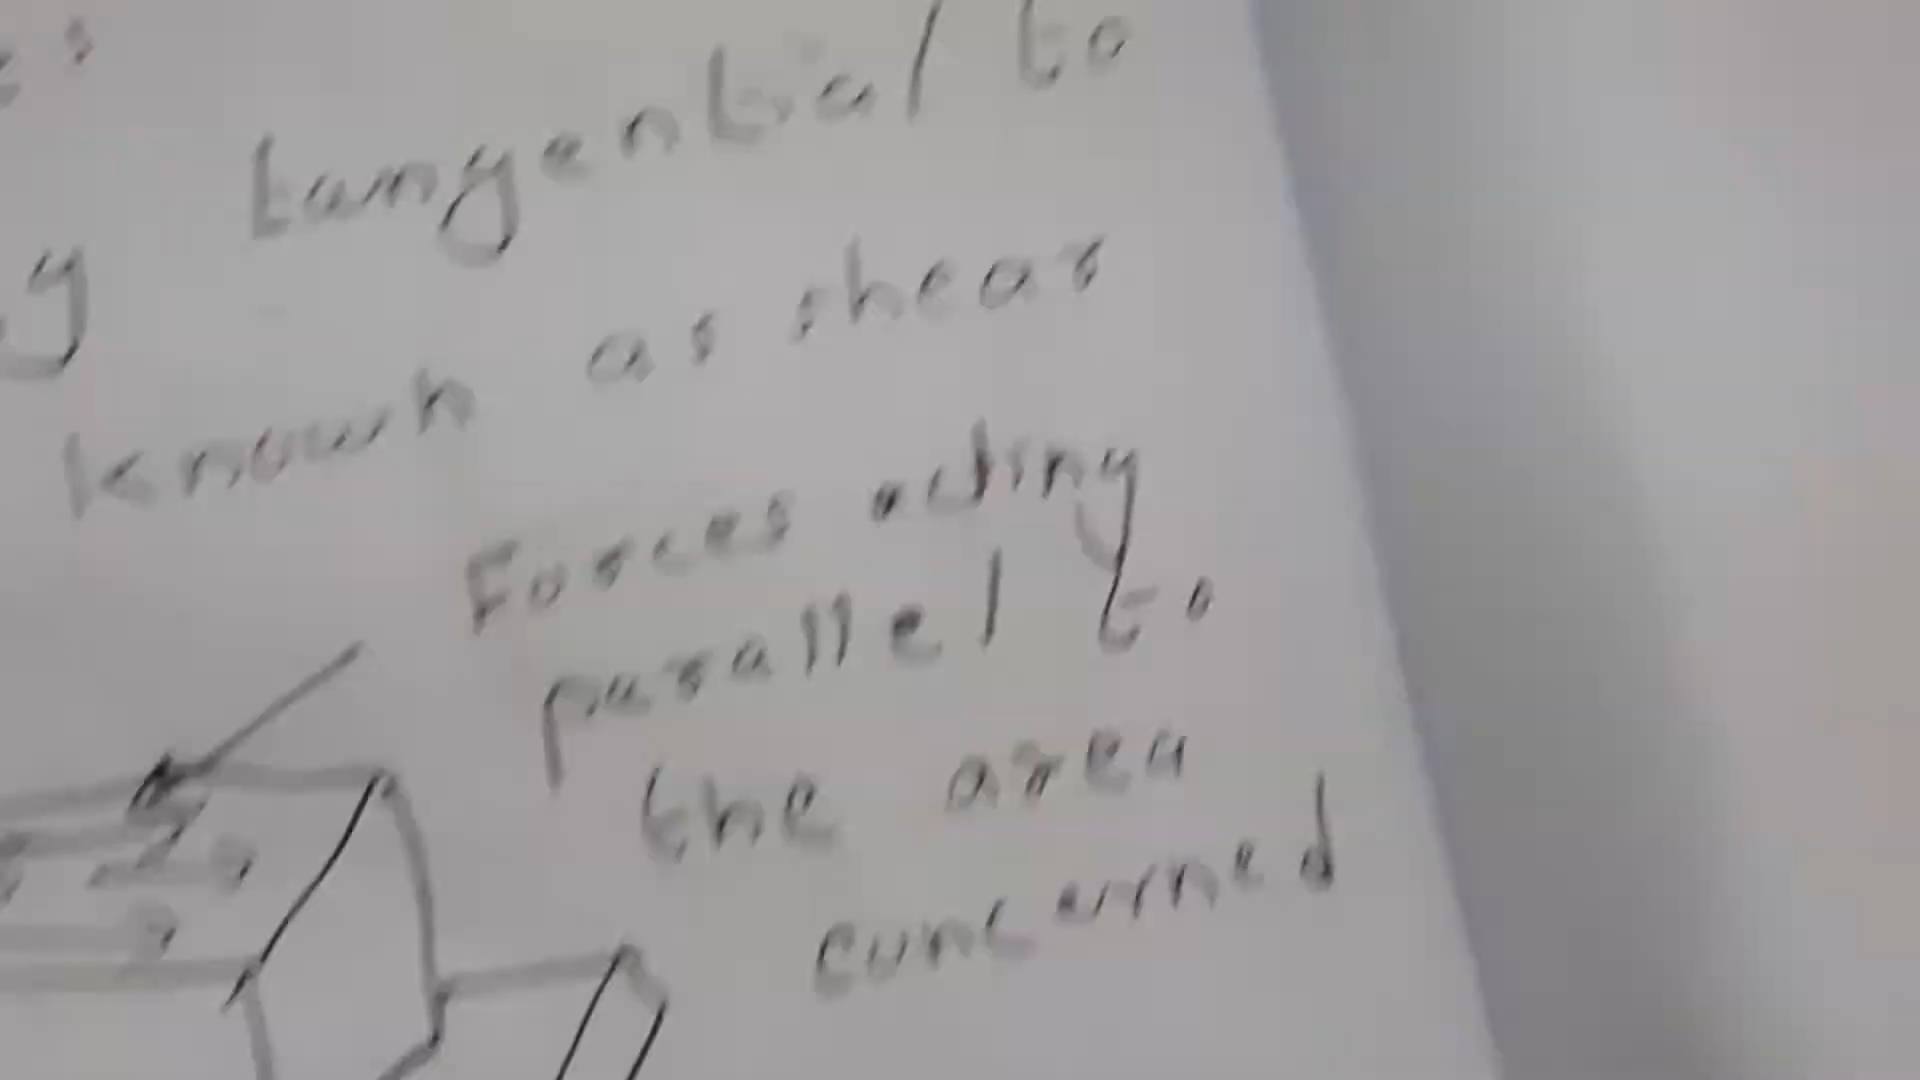 tangential to
y known as shear
Forces acting
parallel to
the area
concerned